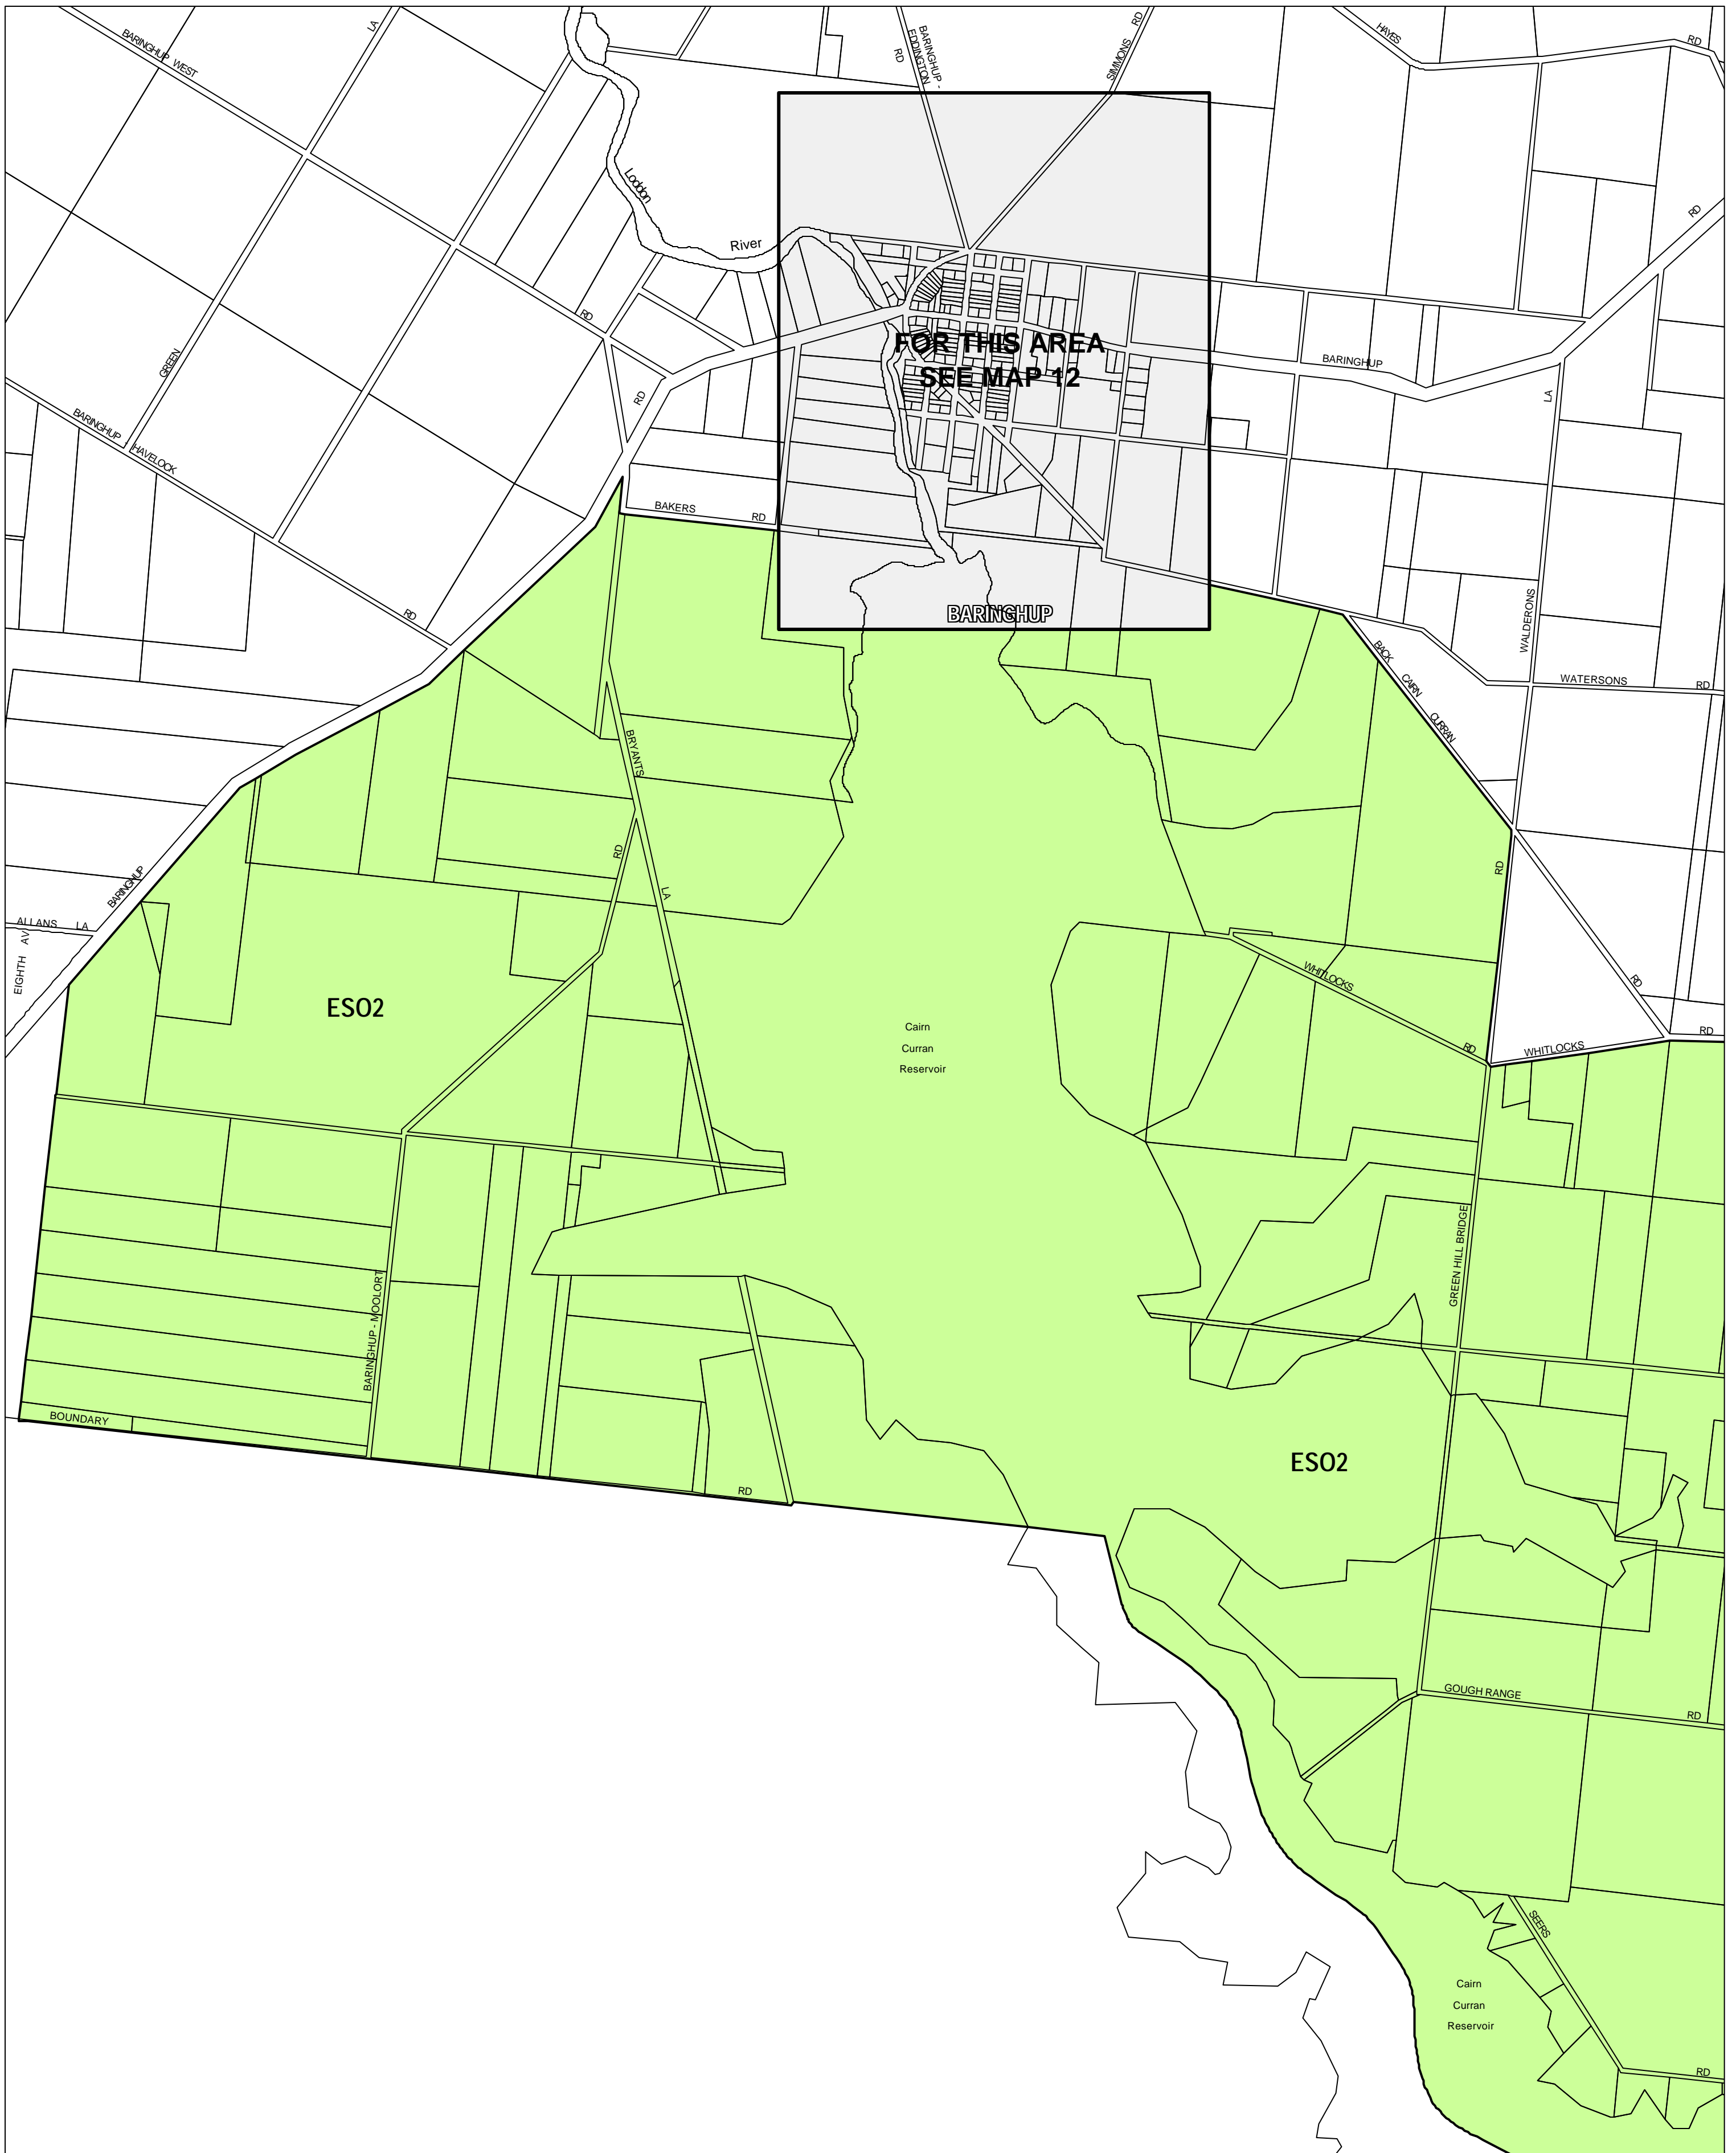 BARINGHUP WEST
LA
BARINGHUP -
EDDINGTON
RD
SIMMONS
RD
HAYES
RD
Loddon
River
RD
RD
GREEN
RD
FOR THIS AREA
SEE MAP 12
BARINGHUP
LA
BARINGHUP HAVELOCK
RD
BAKERS RD
BARINGHUP
WALDERONS
BACK CAIRN CURRAN
WATERSONS RD
BRYANTS
RD
LA
RD
BARINGHUP
ALLANS LA
EIGHTH AV
ESO2
WHITLOCKS
RD
RD
WHITLOCKS
RD
Cairn
Curran
Reservoir
GREEN HILL BRIDGE
BARINGHUP - MOOLORT
BOUNDARY
RD
ESO2
GOUGH RANGE
RD
SEERS
Cairn
Curran
Reservoir
RD